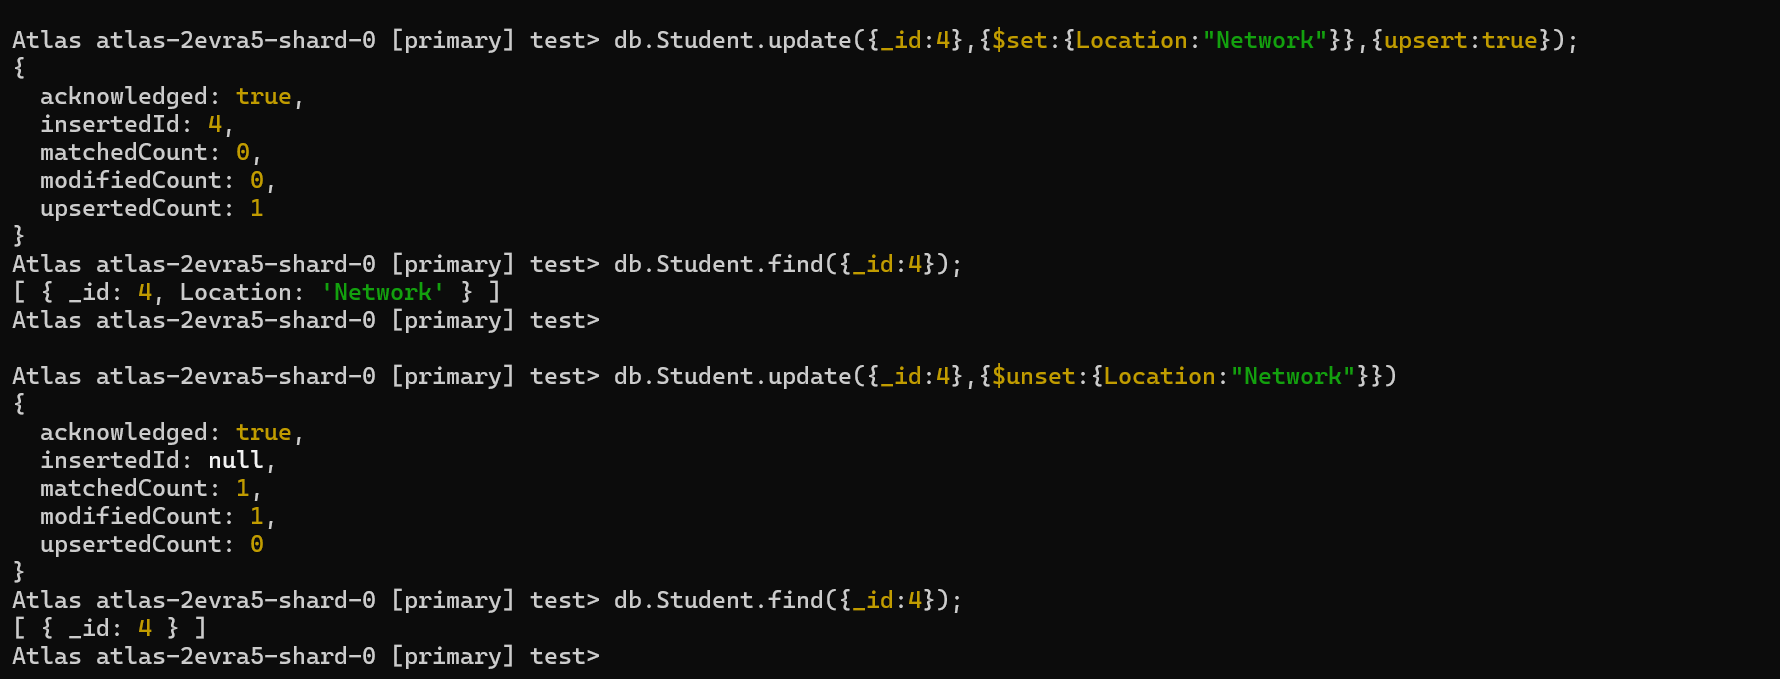 Atlas atlas-2evra5-shard-0 [primary] test> db.Student.update({_id:4},{$set:{Location:"Network"}},{upsert:true});
{
  acknowledged: true,
  insertedId: 4,
  matchedCount: 0,
  modifiedCount: 0,
  upsertedCount: 1
}
Atlas atlas-2evra5-shard-0 [primary] test> db.Student.find({_id:4});
[ { _id: 4, Location: 'Network' } ]
Atlas atlas-2evra5-shard-0 [primary] test>
Atlas atlas-2evra5-shard-0 [primary] test> db.Student.update({_id:4},{$unset:{Location:"Network"}})
{
  acknowledged: true,
  insertedId: null,
  matchedCount: 1,
  modifiedCount: 1,
  upsertedCount: 0
}
Atlas atlas-2evra5-shard-0 [primary] test> db.Student.find({_id:4});
[ { _id: 4 } ]
Atlas atlas-2evra5-shard-0 [primary] test>